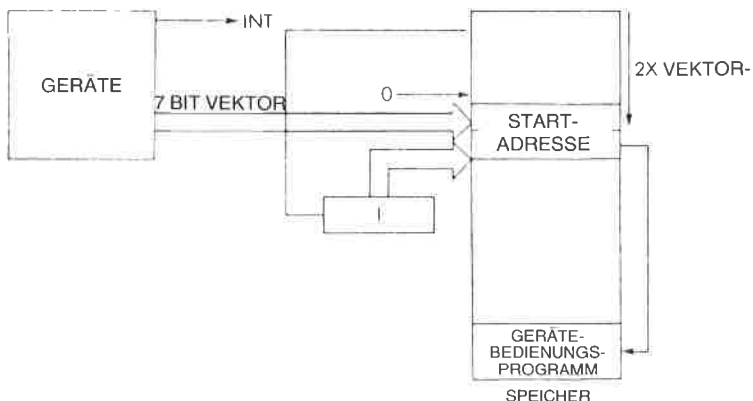 INT
GERÄTE
7 BIT VEKTOR
0
2X VEKTOR-
START-
ADRESSE
I
GERÄTE-
BEDIENUNGS-
PROGRAMM
SPEICHER